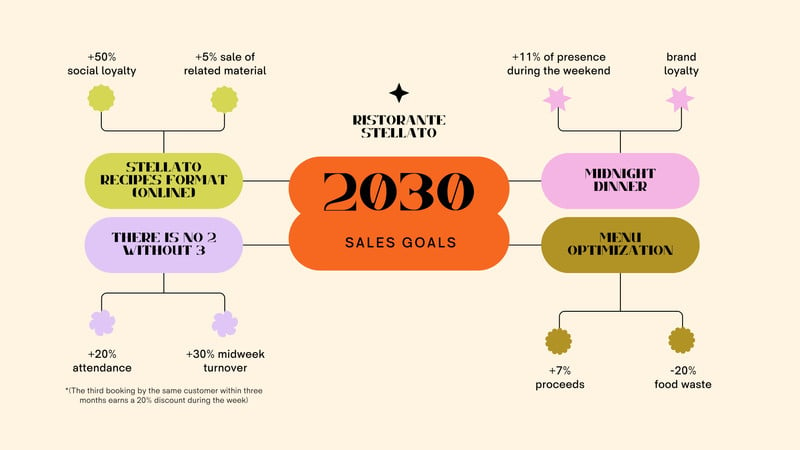 +50%
social loyalty
+5% sale of
related material
+11% of presence
during the weekend
brand
loyalty
RISTORANTE
STELLATO
STELLATO
RECIPES FORMAT
(ONLINE)
2030
SALES GOALS
MIDNIGHT
DINNER
THERE IS NO 2
WITHOUT 3
MENU
OPTIMIZATION
+20%
attendance
+30% midweek
turnover
*(The third booking by the same customer within three
months earns a 20% discount during the week)
+7%
proceeds
-20%
food waste